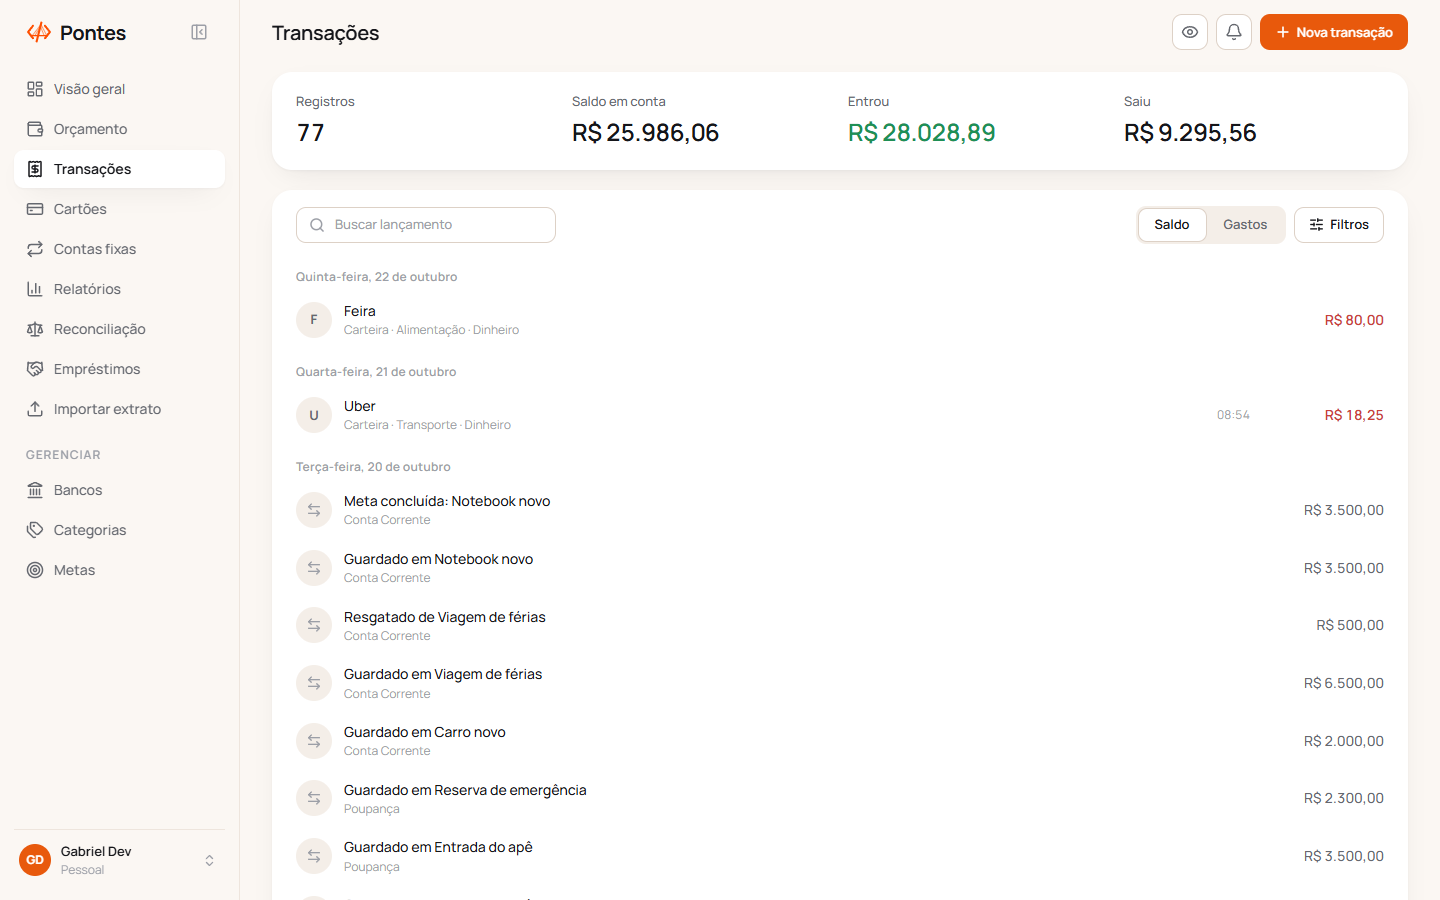 Pontes
Visão geral
Orçamento
Transações
Cartões
Contas fixas
Relatórios
Reconciliação
Empréstimos
Importar extrato
GERENCIAR
Bancos
Categorias
Metas
GD
Gabriel Dev
Pessoal
Transações
Nova transação
Registros
77
Saldo em conta
R$ 25.986,06
Entrou
R$ 28.028,89
Saiu
R$ 9.295,56
Buscar lançamento
Saldo
Gastos
Filtros
Quinta-feira, 22 de outubro
F
Feira
Carteira · Alimentação · Dinheiro
R$ 80,00
Quarta-feira, 21 de outubro
U
Uber
Carteira · Transporte · Dinheiro
08:54
R$ 18,25
Terça-feira, 20 de outubro
Meta concluída: Notebook novo
Conta Corrente
R$ 3.500,00
Guardado em Notebook novo
Conta Corrente
R$ 3.500,00
Resgatado de Viagem de férias
Conta Corrente
R$ 500,00
Guardado em Viagem de férias
Conta Corrente
R$ 6.500,00
Guardado em Carro novo
Conta Corrente
R$ 2.000,00
Guardado em Reserva de emergência
Poupança
R$ 2.300,00
Guardado em Entrada do apê
Poupança
R$ 3.500,00